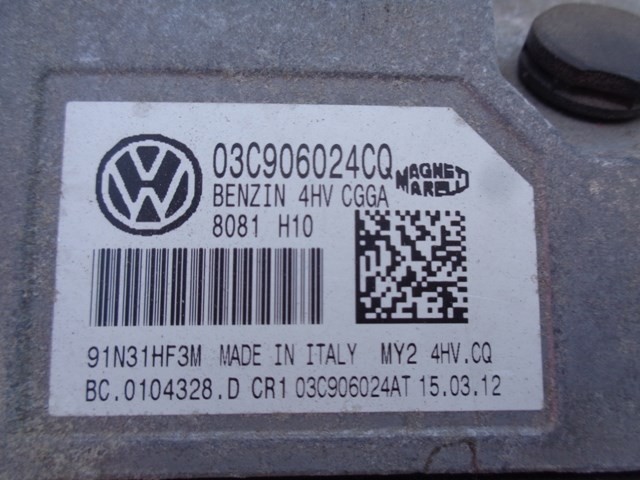 03C906024CQ
MAGNETI MARELLI
BENZIN 4HV CGGA
8081 H10
91N31HF3M MADE IN ITALY MY2 4HV.CQ
BC.0104328.D CR1 03C906024AT 15.03.12